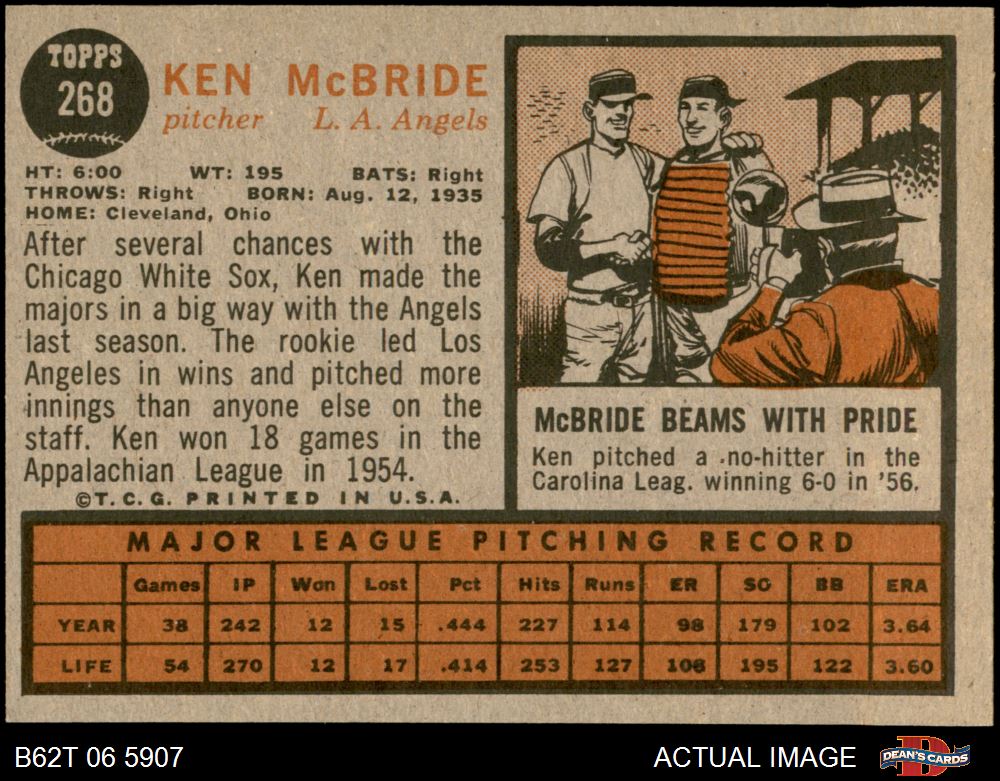 TOPPS
268
KEN McBRIDE
pitcher L. A. Angels
HT: 6:00 WT: 195 BATS: Right
THROWS: Right BORN: Aug. 12, 1935
HOME: Cleveland, Ohio
After several chances with the
Chicago White Sox, Ken made the
majors in a big way with the Angels
last season. The rookie led Los
Angeles in wins and pitched more
innings than anyone else on the
staff. Ken won 18 games in the
Appalachian League in 1954.
©T.C.G. PRINTED IN U.S.A.
McBRIDE BEAMS WITH PRIDE
Ken pitched a no-hitter in the
Carolina Leag. winning 6-0 in '56.
MAJOR LEAGUE PITCHING RECORD
Games IP Won Lost Pct Hits Runs ER SO BB ERA
YEAR 38 242 12 15 .444 227 114 98 179 102 3.64
LIFE 54 270 12 17 .414 253 127 108 195 122 3.60
B62T 06 5907 ACTUAL IMAGE DEAN'S CARDS